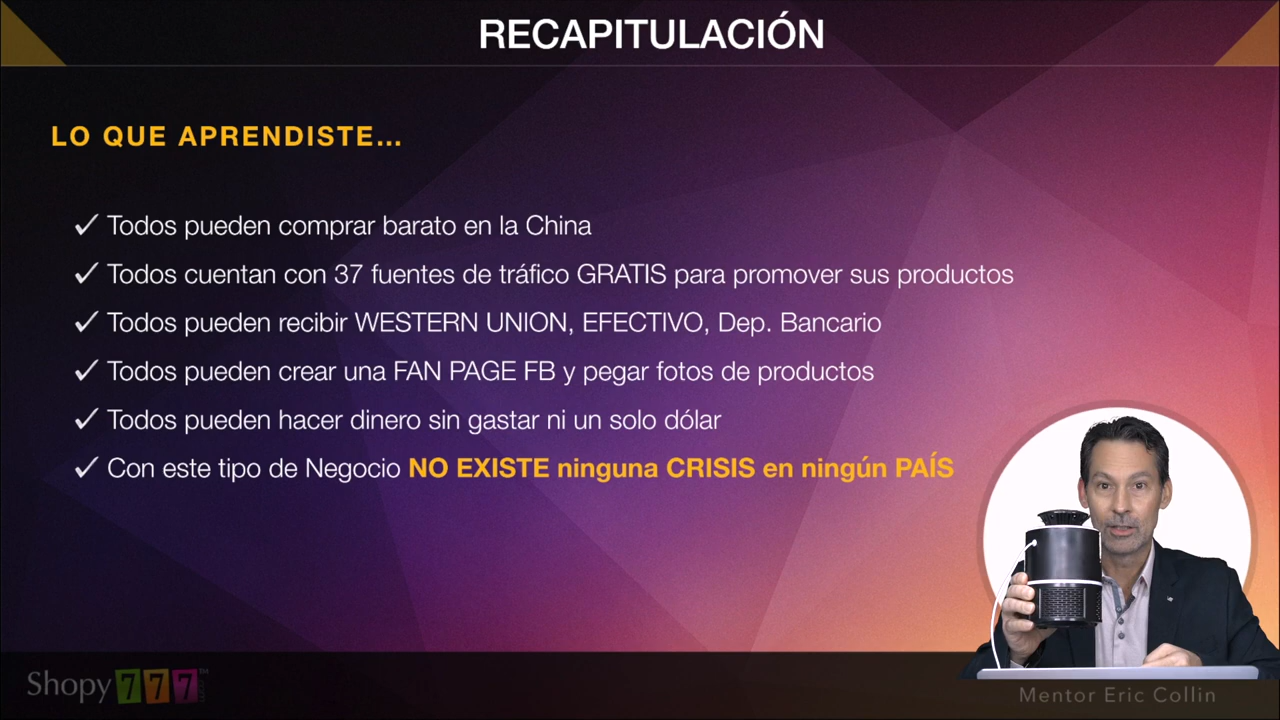 RECAPITULACIÓN
LO QUE APRENDISTE...
✓ Todos pueden comprar barato en la China
✓ Todos cuentan con 37 fuentes de tráfico GRATIS para promover sus productos
✓ Todos pueden recibir WESTERN UNION, EFECTIVO, Dep. Bancario
✓ Todos pueden crear una FAN PAGE FB y pegar fotos de productos
✓ Todos pueden hacer dinero sin gastar ni un solo dólar
✓ Con este tipo de Negocio NO EXISTE ninguna CRISIS en ningún PAÍS
Shopy 777
Mentor Eric Collin